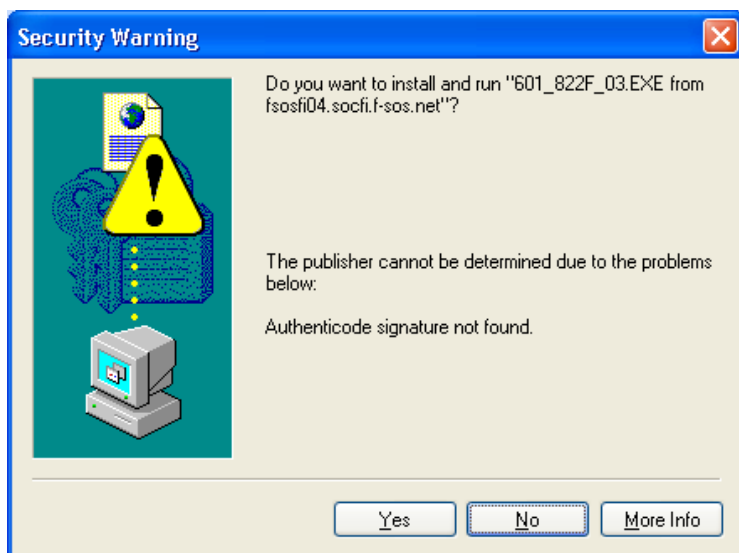 Security Warning
Do you want to install and run "601_822F_03.EXE from
fsosfi04.socfi.f-sos.net"?
The publisher cannot be determined due to the problems
below:
Authenticode signature not found.
Yes
No
More Info